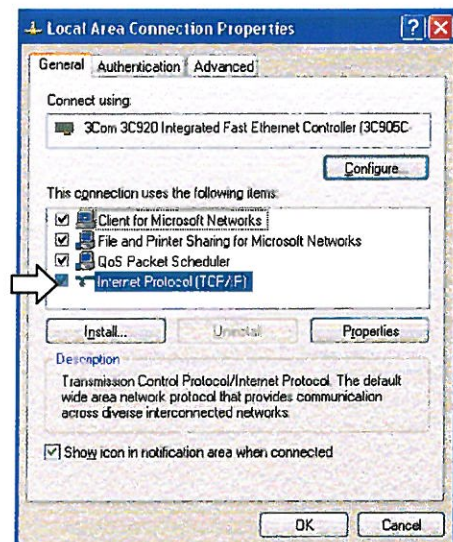 Local Area Connection Properties
General Authentication Advanced
Connect using:
3Com 3C920 Integrated Fast Ethernet Controller (3C905C-
Configure...
This connection uses the following items:
Client for Microsoft Networks
File and Printer Sharing for Microsoft Networks
QoS Packet Scheduler
Internet Protocol (TCP/IP)
Install... Uninstall Properties
Description
Transmission Control Protocol/Internet Protocol. The default
wide area network protocol that provides communication
across diverse interconnected networks.
Show icon in notification area when connected
OK Cancel